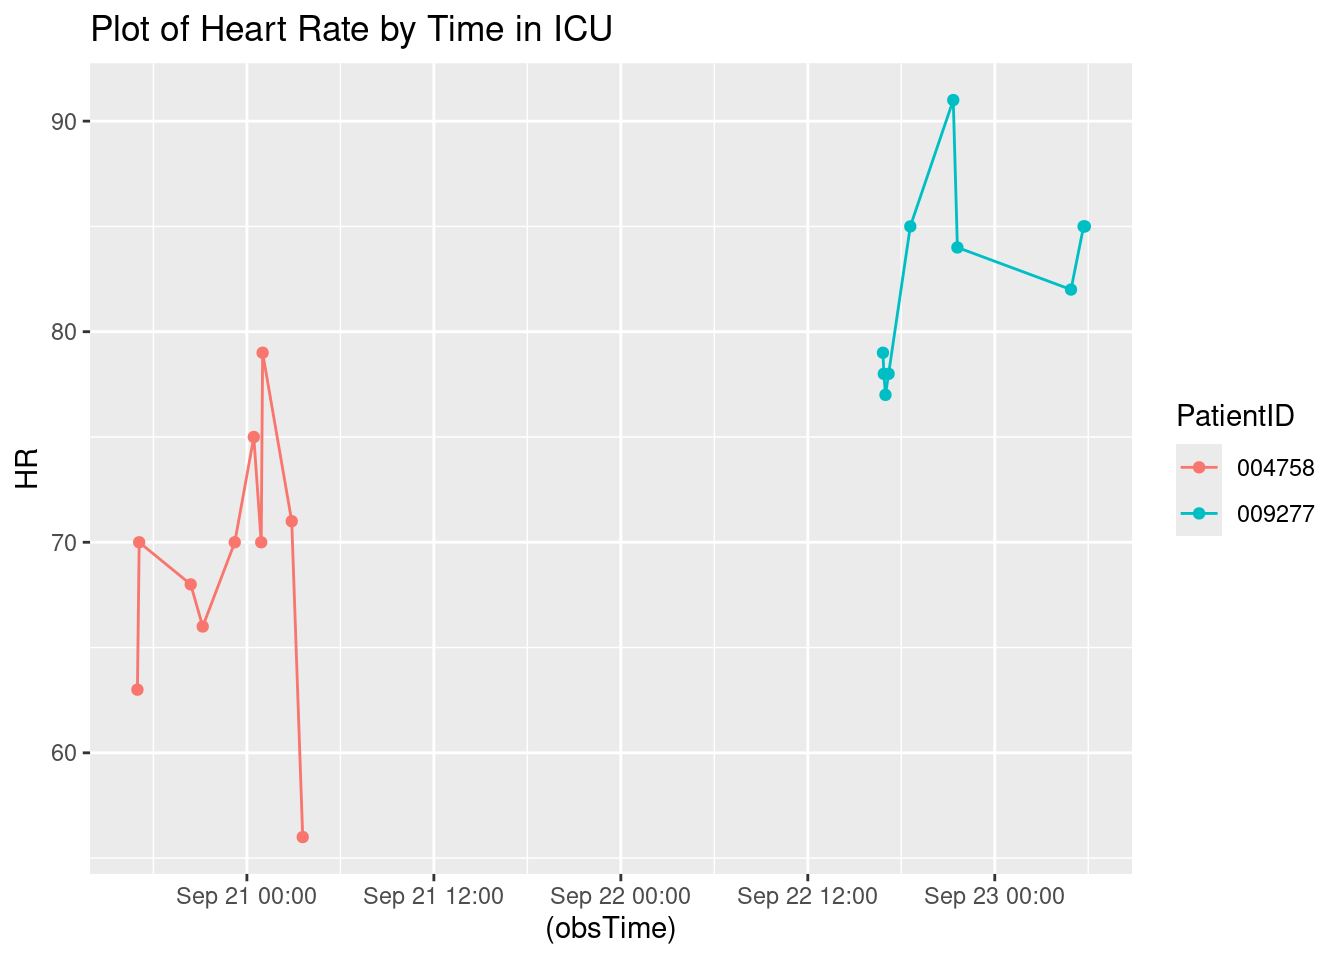 Plot of Heart Rate by Time in ICU
90
80
70
60
HR
Sep 21 00:00
Sep 21 12:00
Sep 22 00:00
Sep 22 12:00
Sep 23 00:00
(obsTime)
PatientID
004758
009277